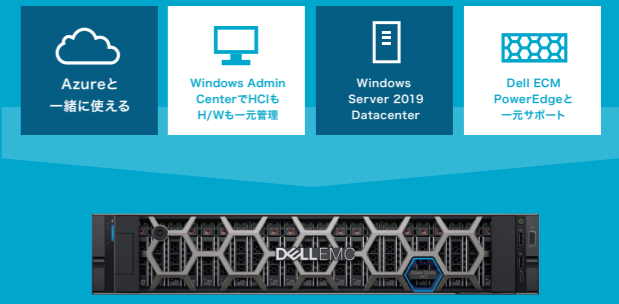 Azureと
一緒に使える
Windows Admin
CenterでHCIも
H/Wも一元管理
Windows
Server 2019
Datacenter
Dell ECM
PowerEdgeと
一元サポート
DELLEMC